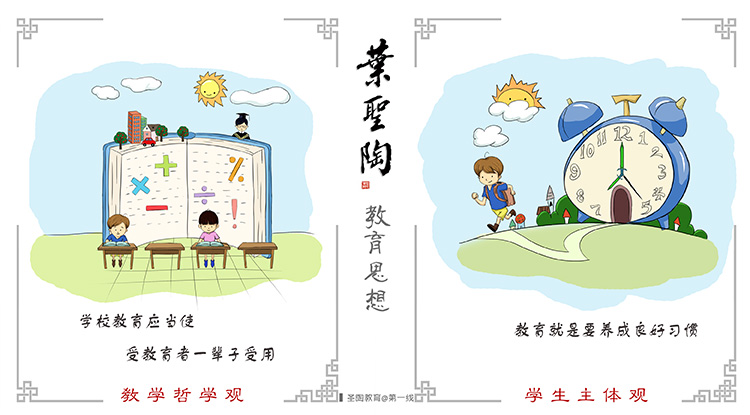 葉聖陶
教育思想
学校教育应当使
受教育者一辈子受用
教学哲学观
12
11
1
10
2
9
3
8
4
7
5
教育就是要养成良好习惯
学生主体观
圣陶教育@第一线